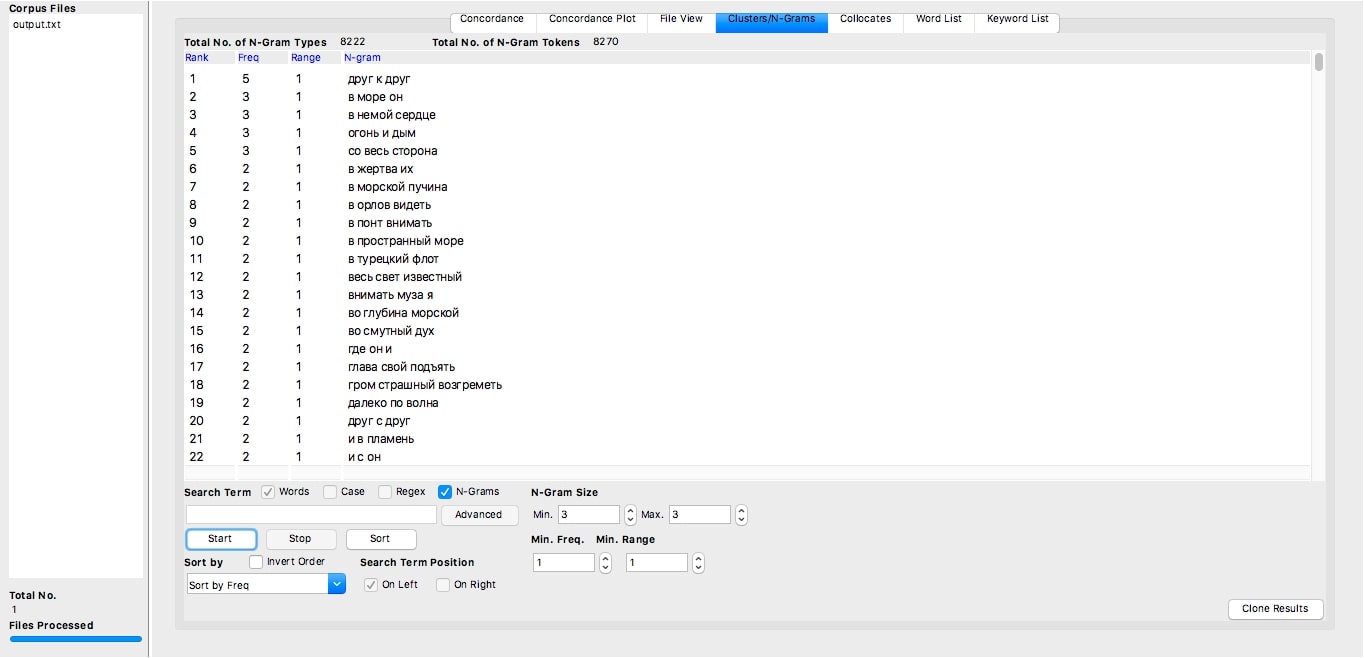 Corpus Files
output.txt
Concordance Concordance Plot File View Clusters/N-Grams Collocates Word List Keyword List
Total No. of N-Gram Types 8222 Total No. of N-Gram Tokens 8270
Rank Freq Range N-gram
1 5 1 друг к друг
2 3 1 в море он
3 3 1 в немой сердце
4 3 1 огонь и дым
5 3 1 со весь сторона
6 2 1 в жертва их
7 2 1 в морской пучина
8 2 1 в орлов видеть
9 2 1 в понт внимать
10 2 1 в пространный море
11 2 1 в турецкий флот
12 2 1 весь свет известный
13 2 1 внимать муза я
14 2 1 во глубина морской
15 2 1 во смутный дух
16 2 1 где он и
17 2 1 глава свой подъять
18 2 1 гром страшный возгреметь
19 2 1 далеко по волна
20 2 1 друг с друг
21 2 1 и в пламень
22 2 1 и с он
Search Term Words Case Regex N-Grams N-Gram Size
Advanced Min. 3 Max. 3
Start Stop Sort Min. Freq. Min. Range
Sort by Invert Order Search Term Position 1 1
Sort by Freq On Left On Right
Total No.
1
Files Processed
Clone Results